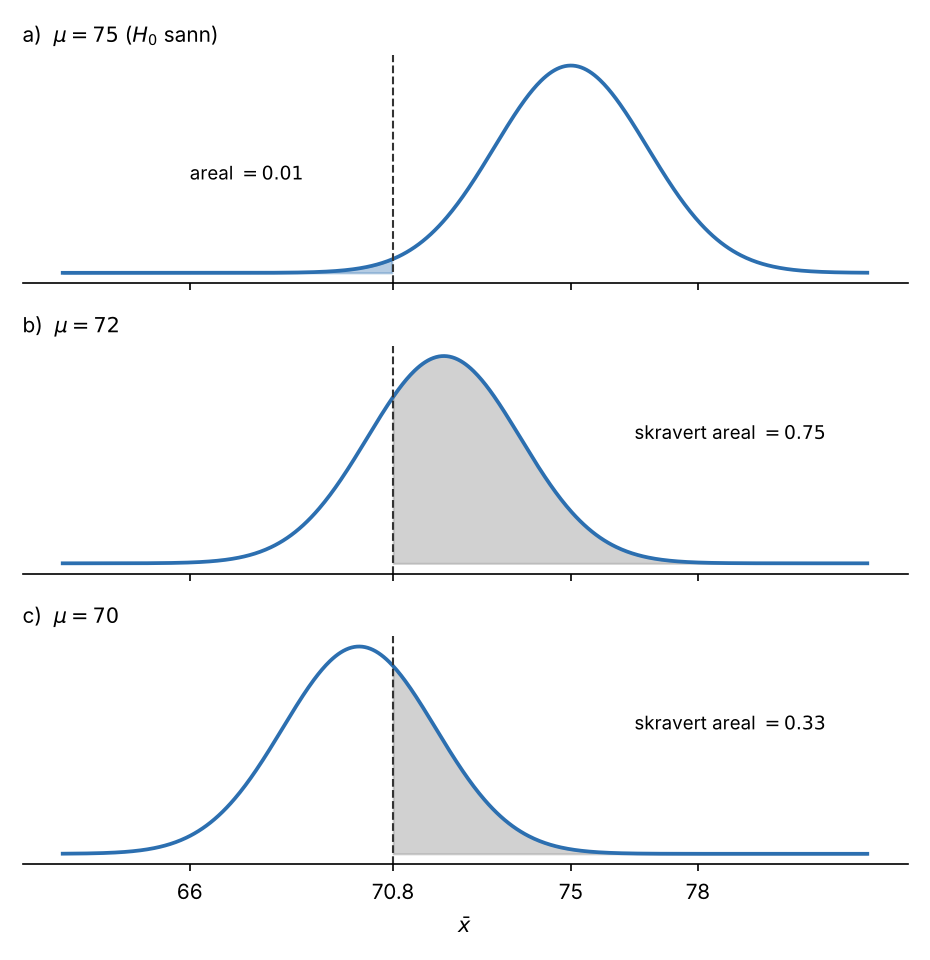 a) μ = 75 (H₀ sann)
areal = 0.01
b) μ = 72
skravert areal = 0.75
c) μ = 70
skravert areal = 0.33
66 70.8 75 78
x̄